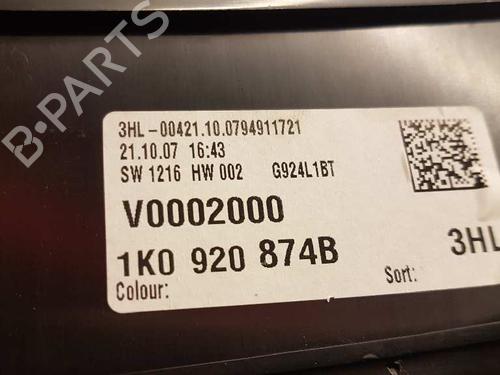 3HL-00421.10.0794911721
21.10.07 16:43
SW 1216 HW 002 G924L1BT
V0002000
1K0 920 874B 3HL
Colour: Sort:
B-PARTS